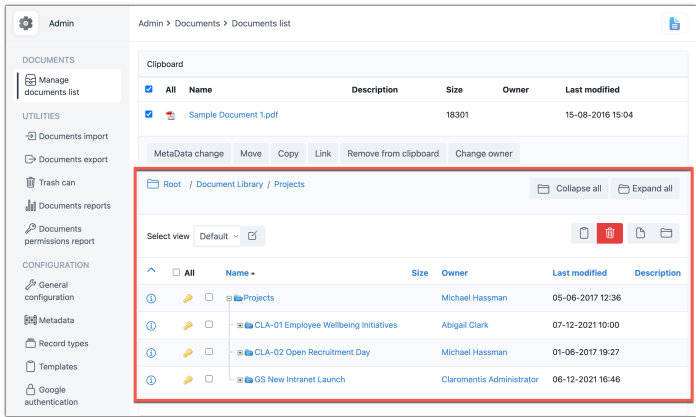 Admin
Admin > Documents > Documents list
DOCUMENTS
Manage
documents list
UTILITIES
Documents import
Documents export
Trash can
Documents reports
Documents
permissions report
CONFIGURATION
General
configuration
Metadata
Record types
Templates
Google
authentication
Clipboard
All Name Description Size Owner Last modified
Sample Document 1.pdf 18301 15-08-2016 15:04
MetaData change Move Copy Link Remove from clipboard Change owner
Root / Document Library / Projects
Collapse all Expand all
Select view Default
All Name Size Owner Last modified Description
Projects Michael Hassman 05-06-2017 12:36
CLA-01 Employee Wellbeing Initiatives Abigail Clark 07-12-2021 10:00
CLA-02 Open Recruitment Day Michael Hassman 01-06-2017 19:27
GS New Intranet Launch Claromentis Administrator 06-12-2021 16:46